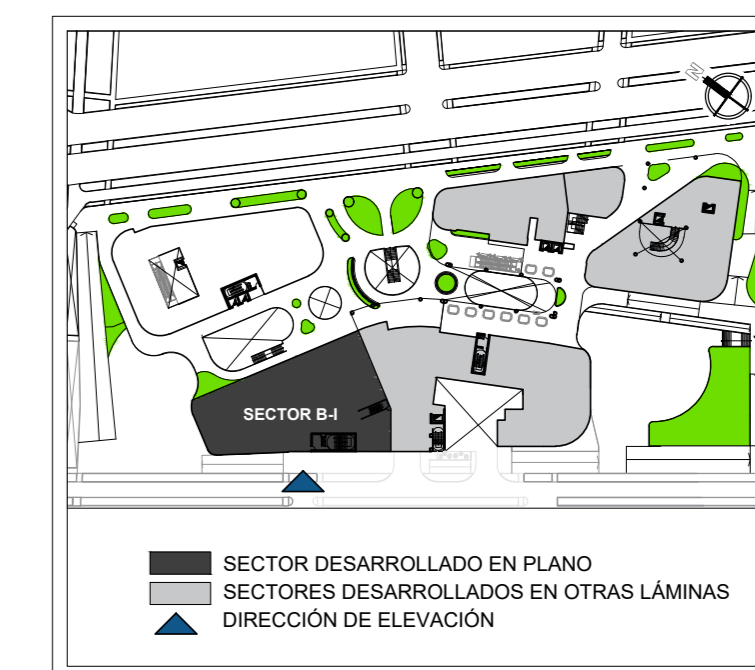 N
SECTOR B-I
SECTOR DESARROLLADO EN PLANO
SECTORES DESARROLLADOS EN OTRAS LÁMINAS
DIRECCIÓN DE ELEVACIÓN